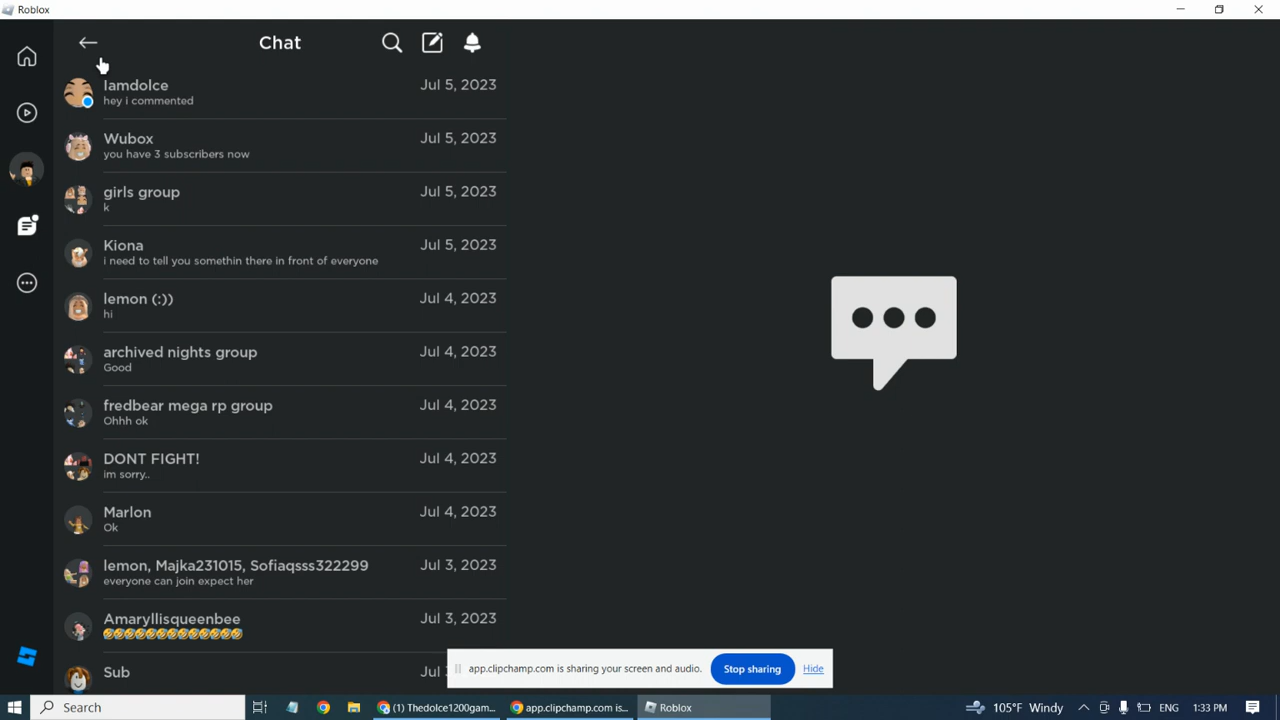 Roblox
Chat
Iamdolce
Jul 5, 2023
hey i commented
Wubox
Jul 5, 2023
you have 3 subscribers now
girls group
Jul 5, 2023
k
Kiona
Jul 5, 2023
i need to tell you somethin there in front of everyone
lemon (:))
Jul 4, 2023
hi
archived nights group
Jul 4, 2023
Good
fredbear mega rp group
Jul 4, 2023
Ohhh ok
DONT FIGHT!
Jul 4, 2023
im sorry..
Marlon
Jul 4, 2023
Ok
lemon, Majka231015, Sofiaqsss322299
Jul 3, 2023
everyone can join expect her
Amaryllisqueenbee
Jul 3, 2023
🤣🤣🤣🤣🤣🤣🤣🤣🤣🤣🤣🤣🤣
Sub
Jul 3
app.clipchamp.com is sharing your screen and audio.
Stop sharing
Hide
Search
(1) Thedolce1200gam...
app.clipchamp.com is...
Roblox
105°F Windy
ENG
1:33 PM